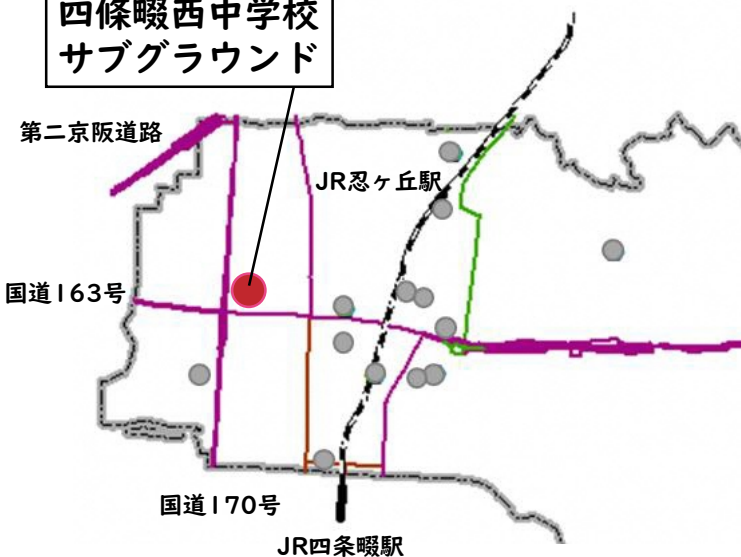 四條畷西中学校
サブグラウンド
第二京阪道路
JR忍ヶ丘駅
国道163号
国道170号
JR四条畷駅